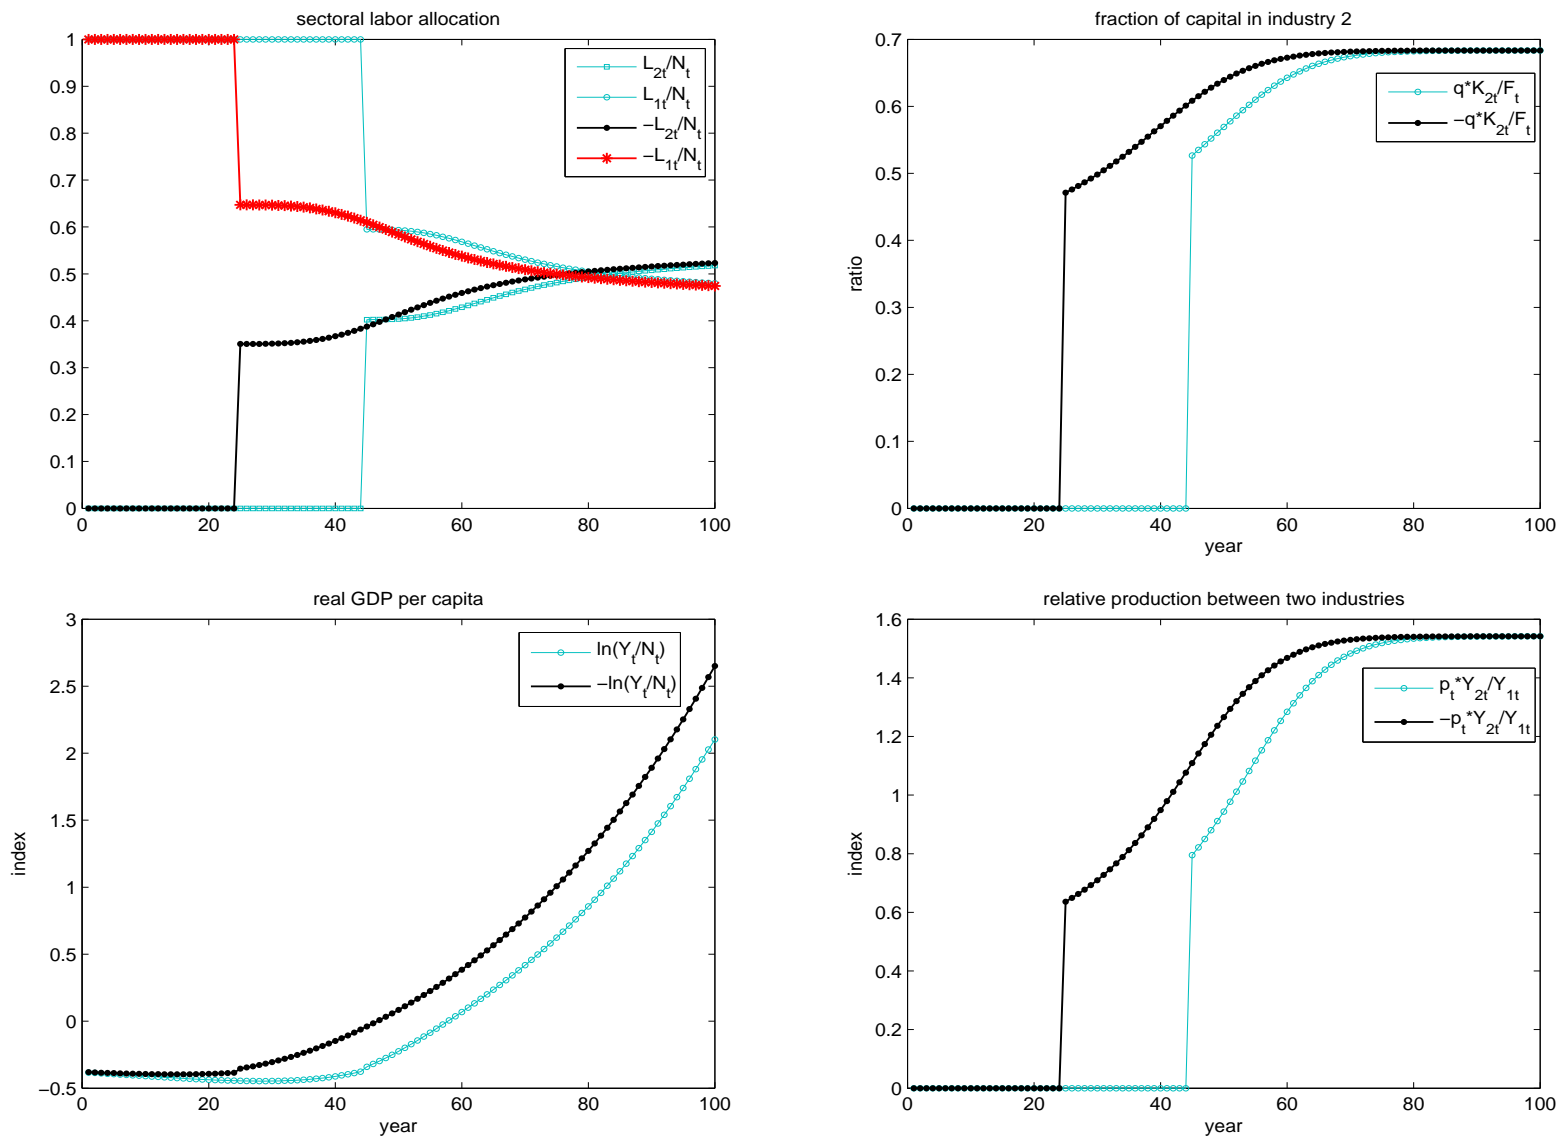 sectoral labor allocation
1
0.9
0.8
0.7
0.6
0.5
0.4
0.3
0.2
0.1
0
0 20 40 60 80 100
L2t/Nt
L1t/Nt
−L2t/Nt
−L1t/Nt
fraction of capital in industry 2
0.7
0.6
0.5
0.4
0.3
0.2
0.1
0
ratio
0 20 40 60 80 100
year
q*K2t/Ft
−q*K2t/Ft
real GDP per capita
3
2.5
2
1.5
1
0.5
0
−0.5
index
0 20 40 60 80 100
year
ln(Yt/Nt)
−ln(Yt/Nt)
relative production between two industries
1.6
1.4
1.2
1
0.8
0.6
0.4
0.2
0
index
0 20 40 60 80 100
year
pt*Y2t/Y1t
−pt*Y2t/Y1t